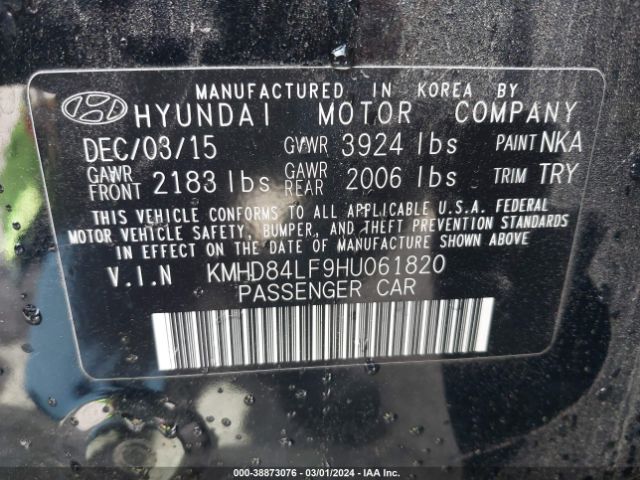 MANUFACTURED IN KOREA BY
HYUNDAI MOTOR COMPANY
DEC/03/15 GVWR 3924 lbs PAINT NKA
GAWR FRONT 2183 lbs GAWR REAR 2006 lbs TRIM TRY
THIS VEHICLE CONFORMS TO ALL APPLICABLE U.S.A. FEDERAL
MOTOR VEHICLE SAFETY, BUMPER, AND THEFT PREVENTION STANDARDS
IN EFFECT ON THE DATE OF MANUFACTURE SHOWN ABOVE
V.I.N KMHD84LF9HU061820
PASSENGER CAR
000-38873076 - 03/01/2024 - IAA Inc.